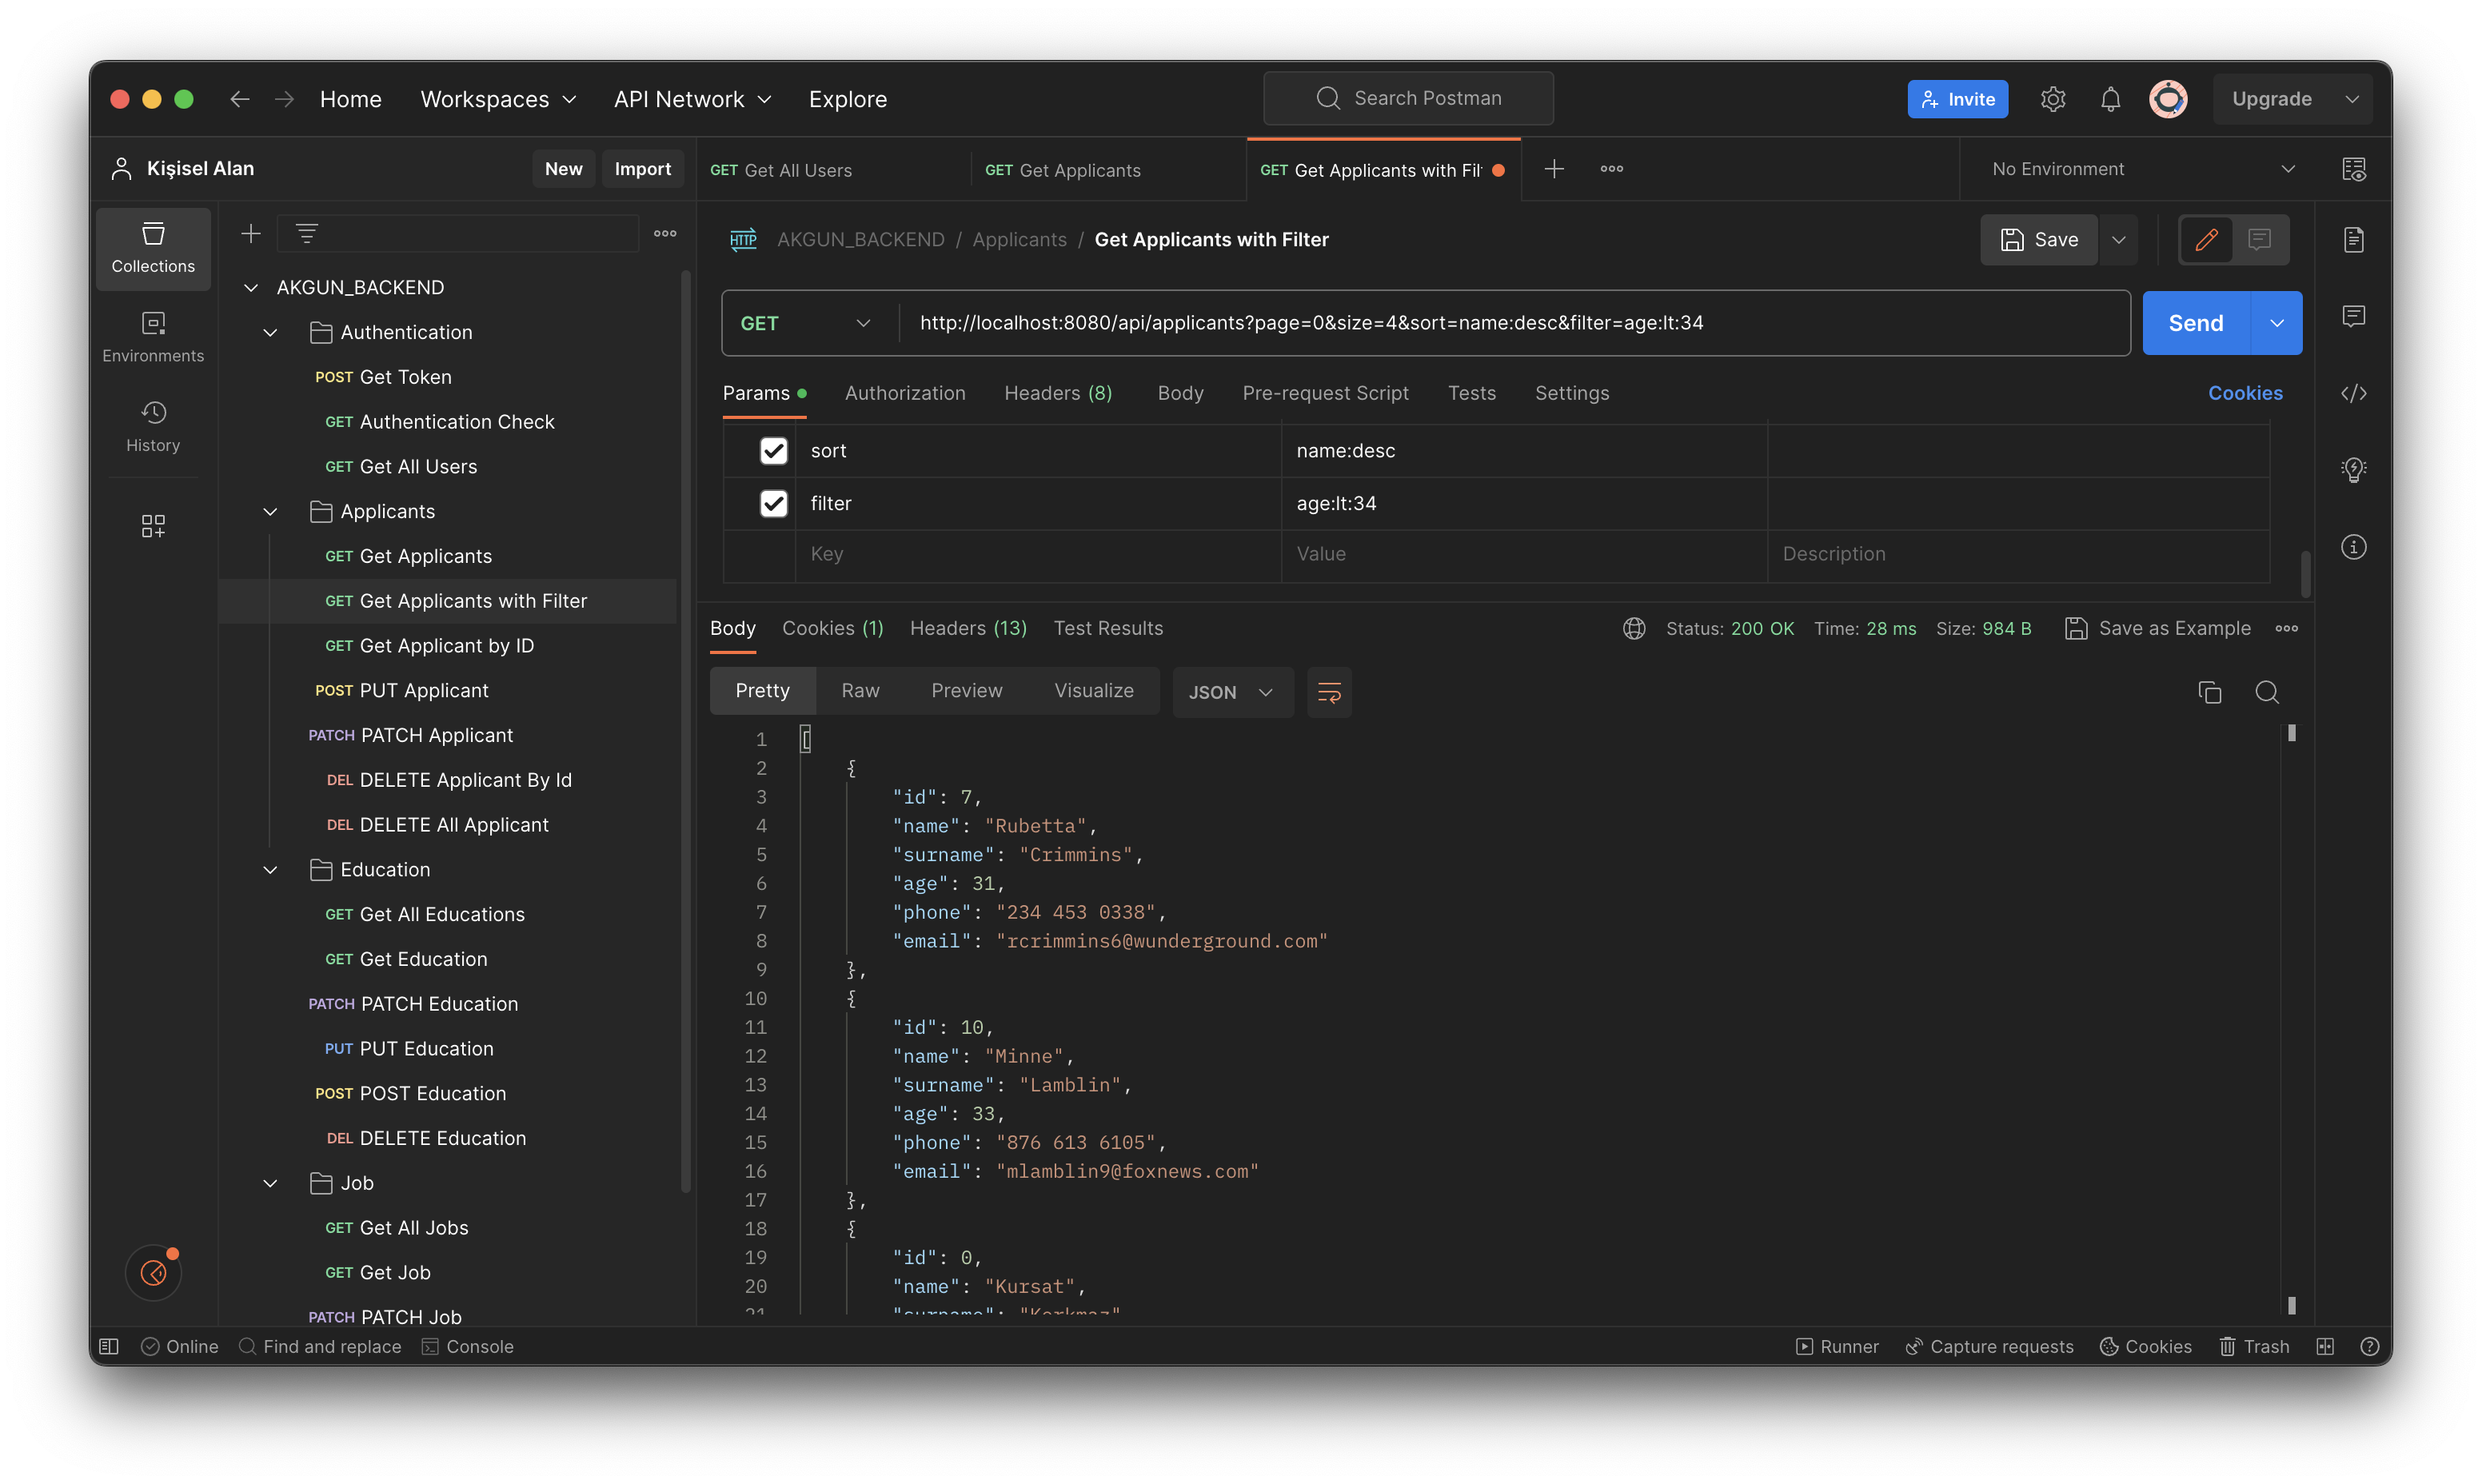 Home Workspaces API Network Explore Search Postman Invite Upgrade
Kişisel Alan New Import
GET Get All Users GET Get Applicants GET Get Applicants with Fil No Environment
Collections
Environments
History
AKGUN_BACKEND
Authentication
POST Get Token
GET Authentication Check
GET Get All Users
Applicants
GET Get Applicants
GET Get Applicants with Filter
GET Get Applicant by ID
POST PUT Applicant
PATCH PATCH Applicant
DEL DELETE Applicant By Id
DEL DELETE All Applicant
Education
GET Get All Educations
GET Get Education
PATCH PATCH Education
PUT PUT Education
POST POST Education
DEL DELETE Education
Job
GET Get All Jobs
GET Get Job
PATCH PATCH Job
HTTP AKGUN_BACKEND / Applicants / Get Applicants with Filter Save
GET http://localhost:8080/api/applicants?page=0&size=4&sort=name:desc&filter=age:lt:34 Send
Params Authorization Headers (8) Body Pre-request Script Tests Settings Cookies
sort name:desc
filter age:lt:34
Key Value Description
Body Cookies (1) Headers (13) Test Results Status: 200 OK Time: 28 ms Size: 984 B Save as Example
Pretty Raw Preview Visualize JSON
1 [
2 {
3 "id": 7,
4 "name": "Rubetta",
5 "surname": "Crimmins",
6 "age": 31,
7 "phone": "234 453 0338",
8 "email": "rcrimmins6@wunderground.com"
9 },
10 {
11 "id": 10,
12 "name": "Minne",
13 "surname": "Lamblin",
14 "age": 33,
15 "phone": "876 613 6105",
16 "email": "mlamblin9@foxnews.com"
17 },
18 {
19 "id": 0,
20 "name": "Kursat",
21 "surname": "Korkmaz"
Online Find and replace Console Runner Capture requests Cookies Trash